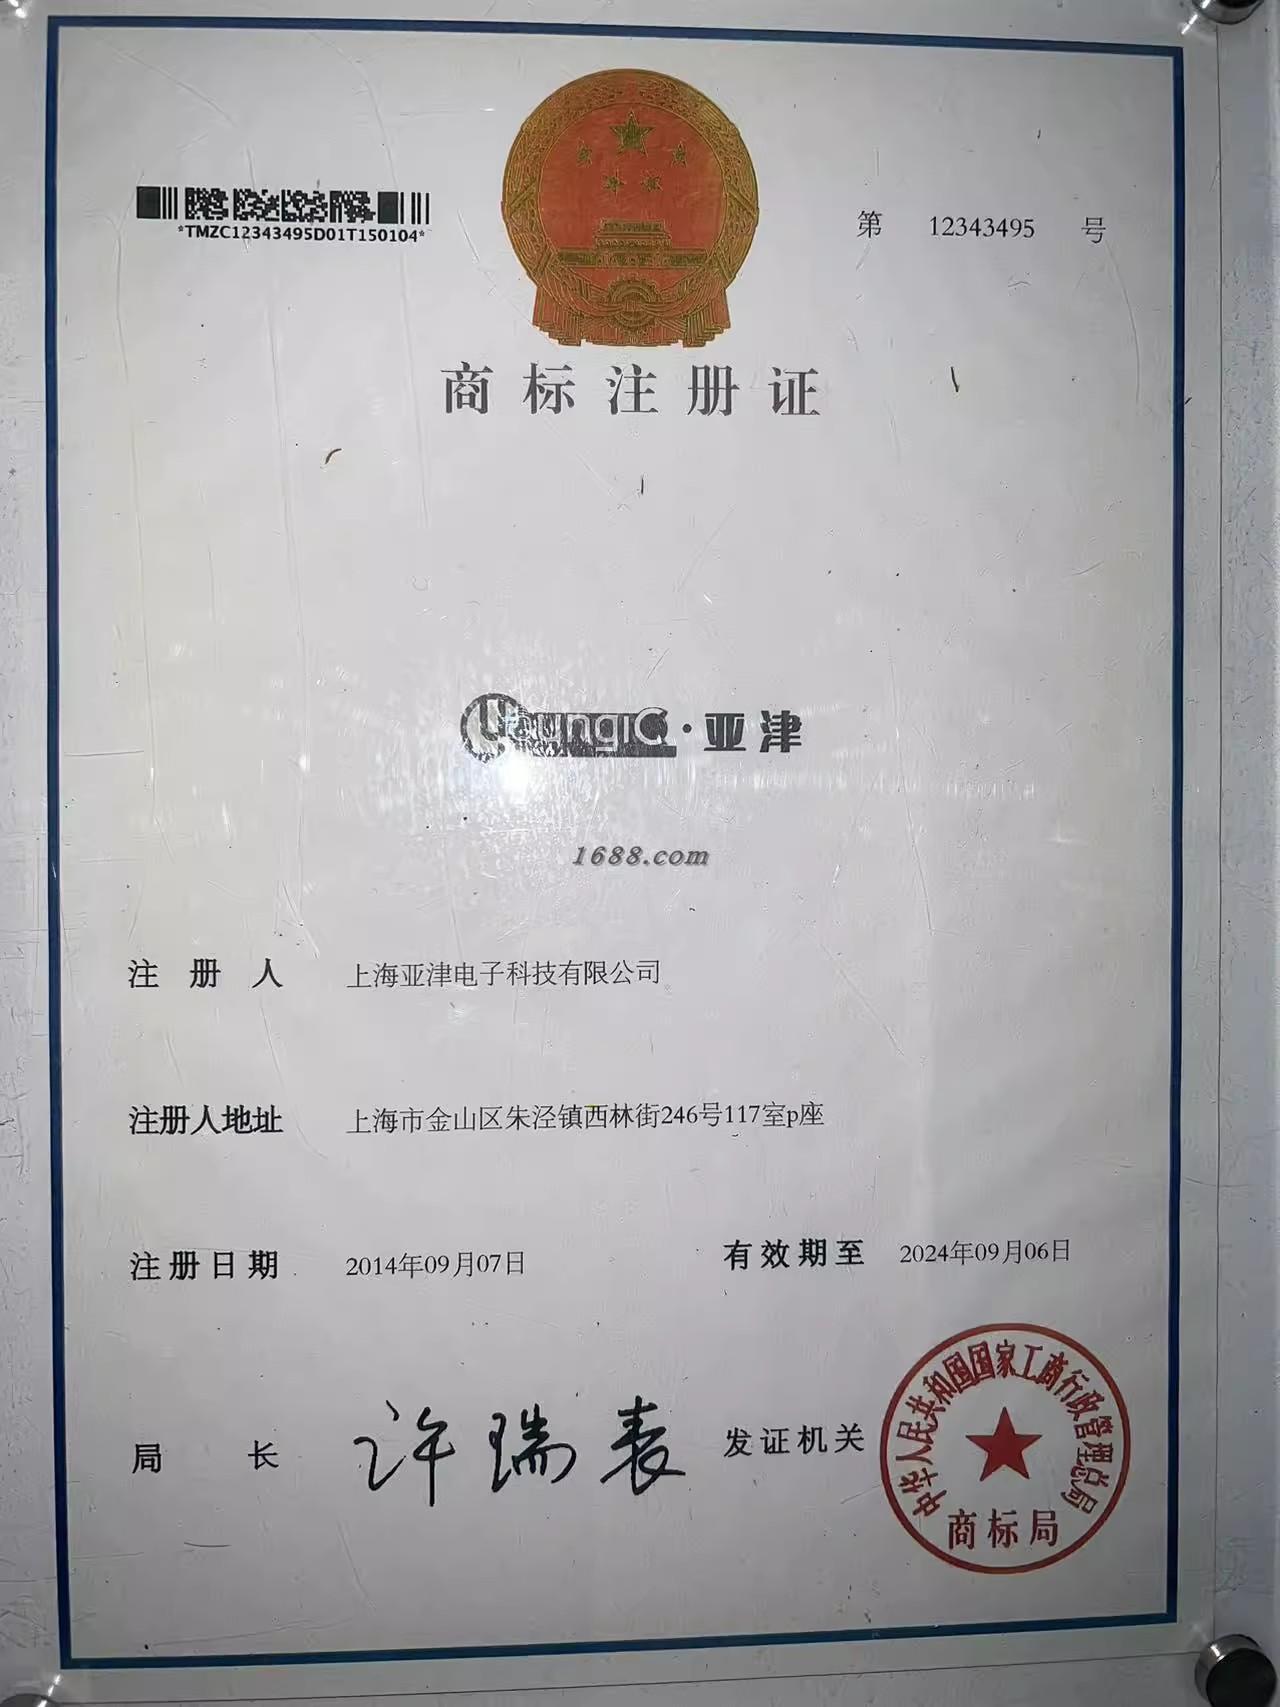 *TMZC12343495D01T150104*
第 12343495 号
商标注册证
YoungiC·亚津
1688.com
注册人 上海亚津电子科技有限公司
注册人地址 上海市金山区朱泾镇西林街246号117室p座
注册日期 2014年09月07日 有效期至 2024年09月06日
局长 许瑞表 发证机关
中华人民共和国国家工商行政管理总局
商标局